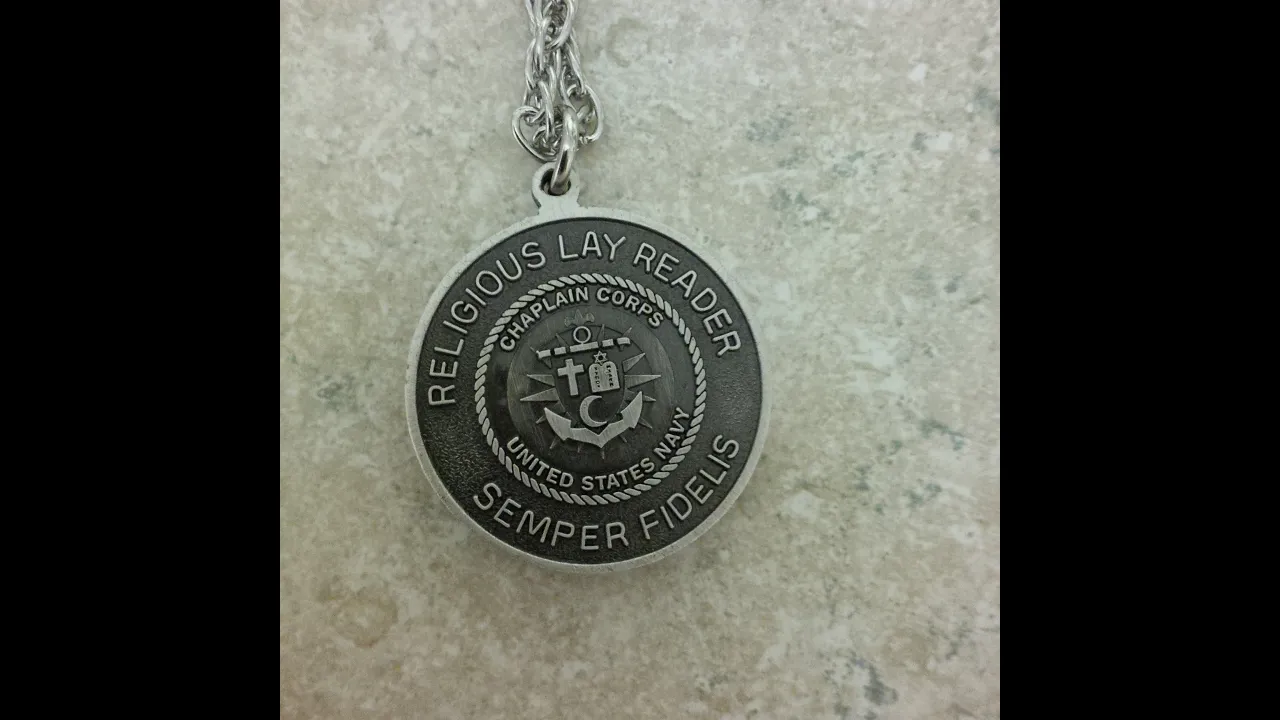 RELIGIOUS LAY READER
CHAPLAIN CORPS
UNITED STATES NAVY
SEMPER FIDELIS